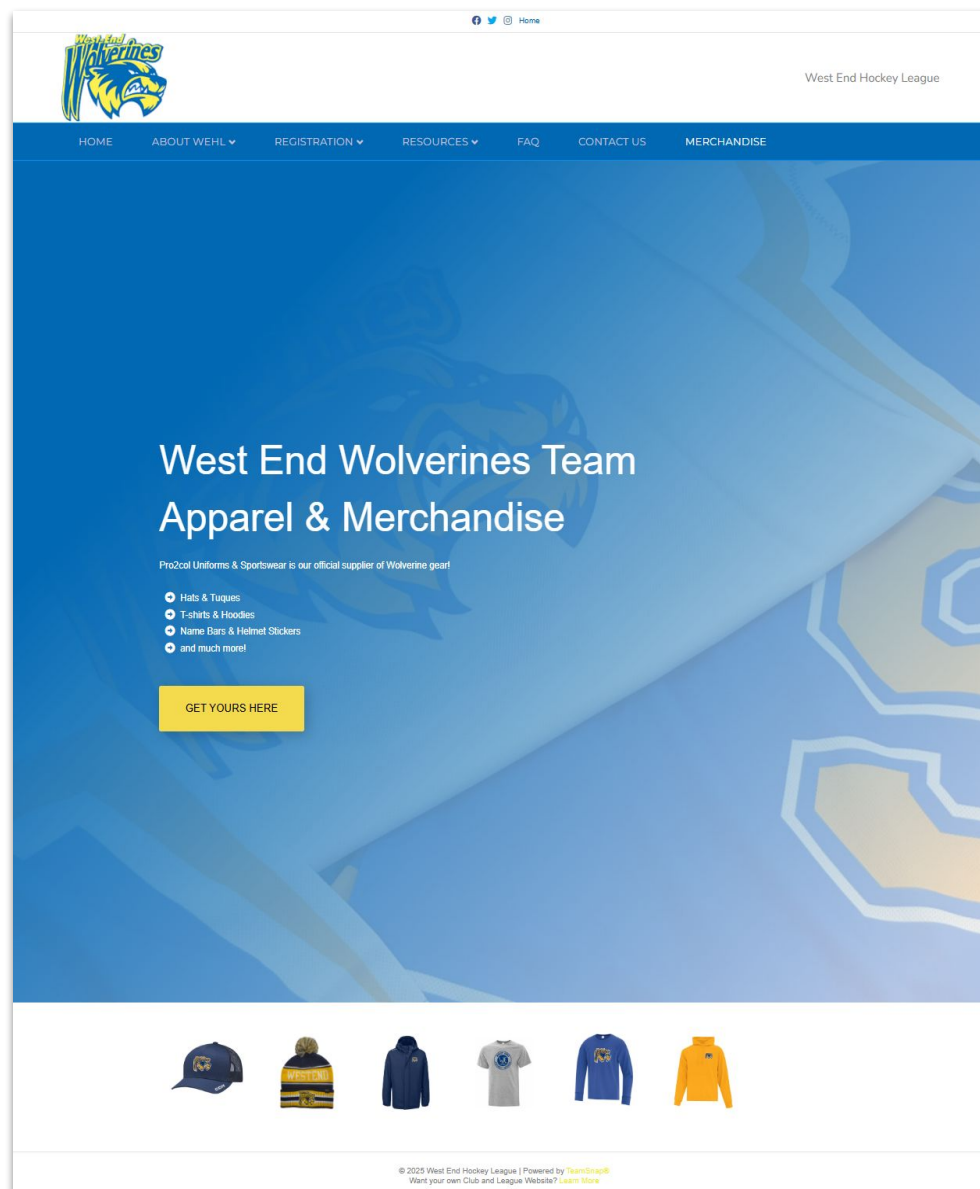 Home
West End
Wolverines
West End Hockey League
HOME
ABOUT WEHL
REGISTRATION
RESOURCES
FAQ
CONTACT US
MERCHANDISE
West End Wolverines Team
Apparel & Merchandise
Pro2col Uniforms & Sportswear is our official supplier of Wolverine gear!
Hats & Tuques
T-shirts & Hoodies
Name Bars & Helmet Stickers
and much more!
GET YOURS HERE
WEST END
© 2025 West End Hockey League | Powered by TeamSnap®
Want your own Club and League Website? Learn More